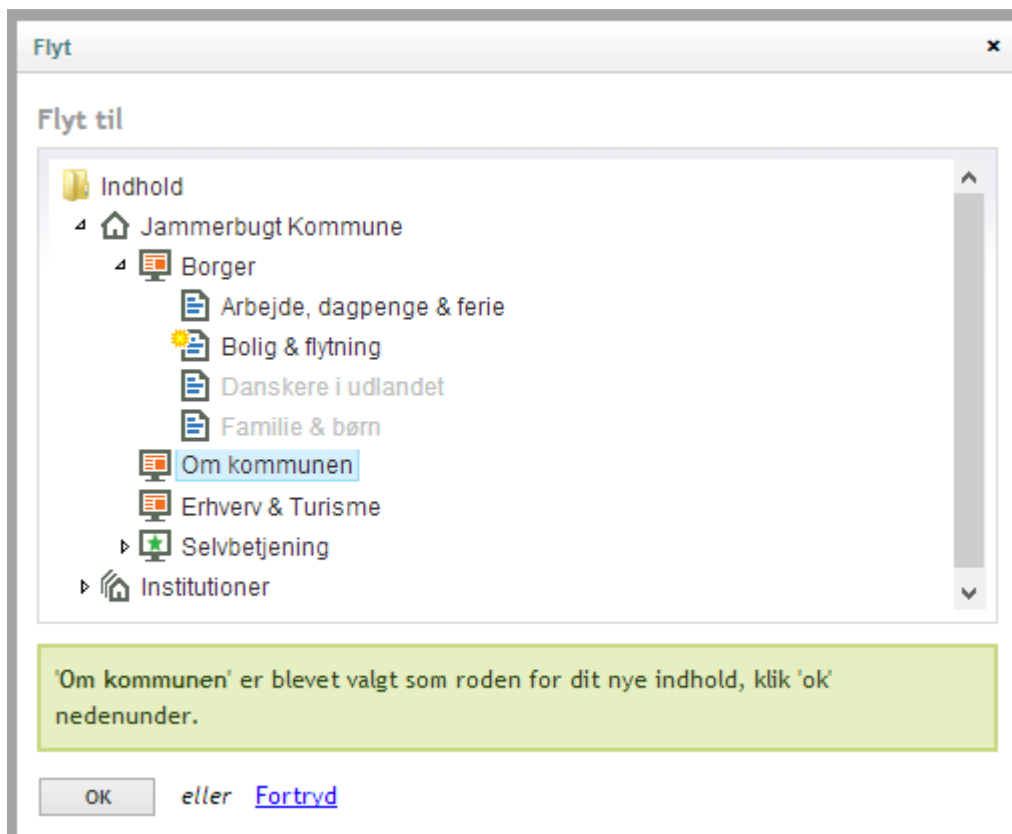 Flyt
Flyt til
Indhold
Jammerbugt Kommune
Borger
Arbejde, dagpenge & ferie
Bolig & flytning
Danskere i udlandet
Familie & børn
Om kommunen
Erhverv & Turisme
Selvbetjening
Institutioner
'Om kommunen' er blevet valgt som roden for dit nye indhold, klik 'ok'
nedenunder.
OK eller Fortryd